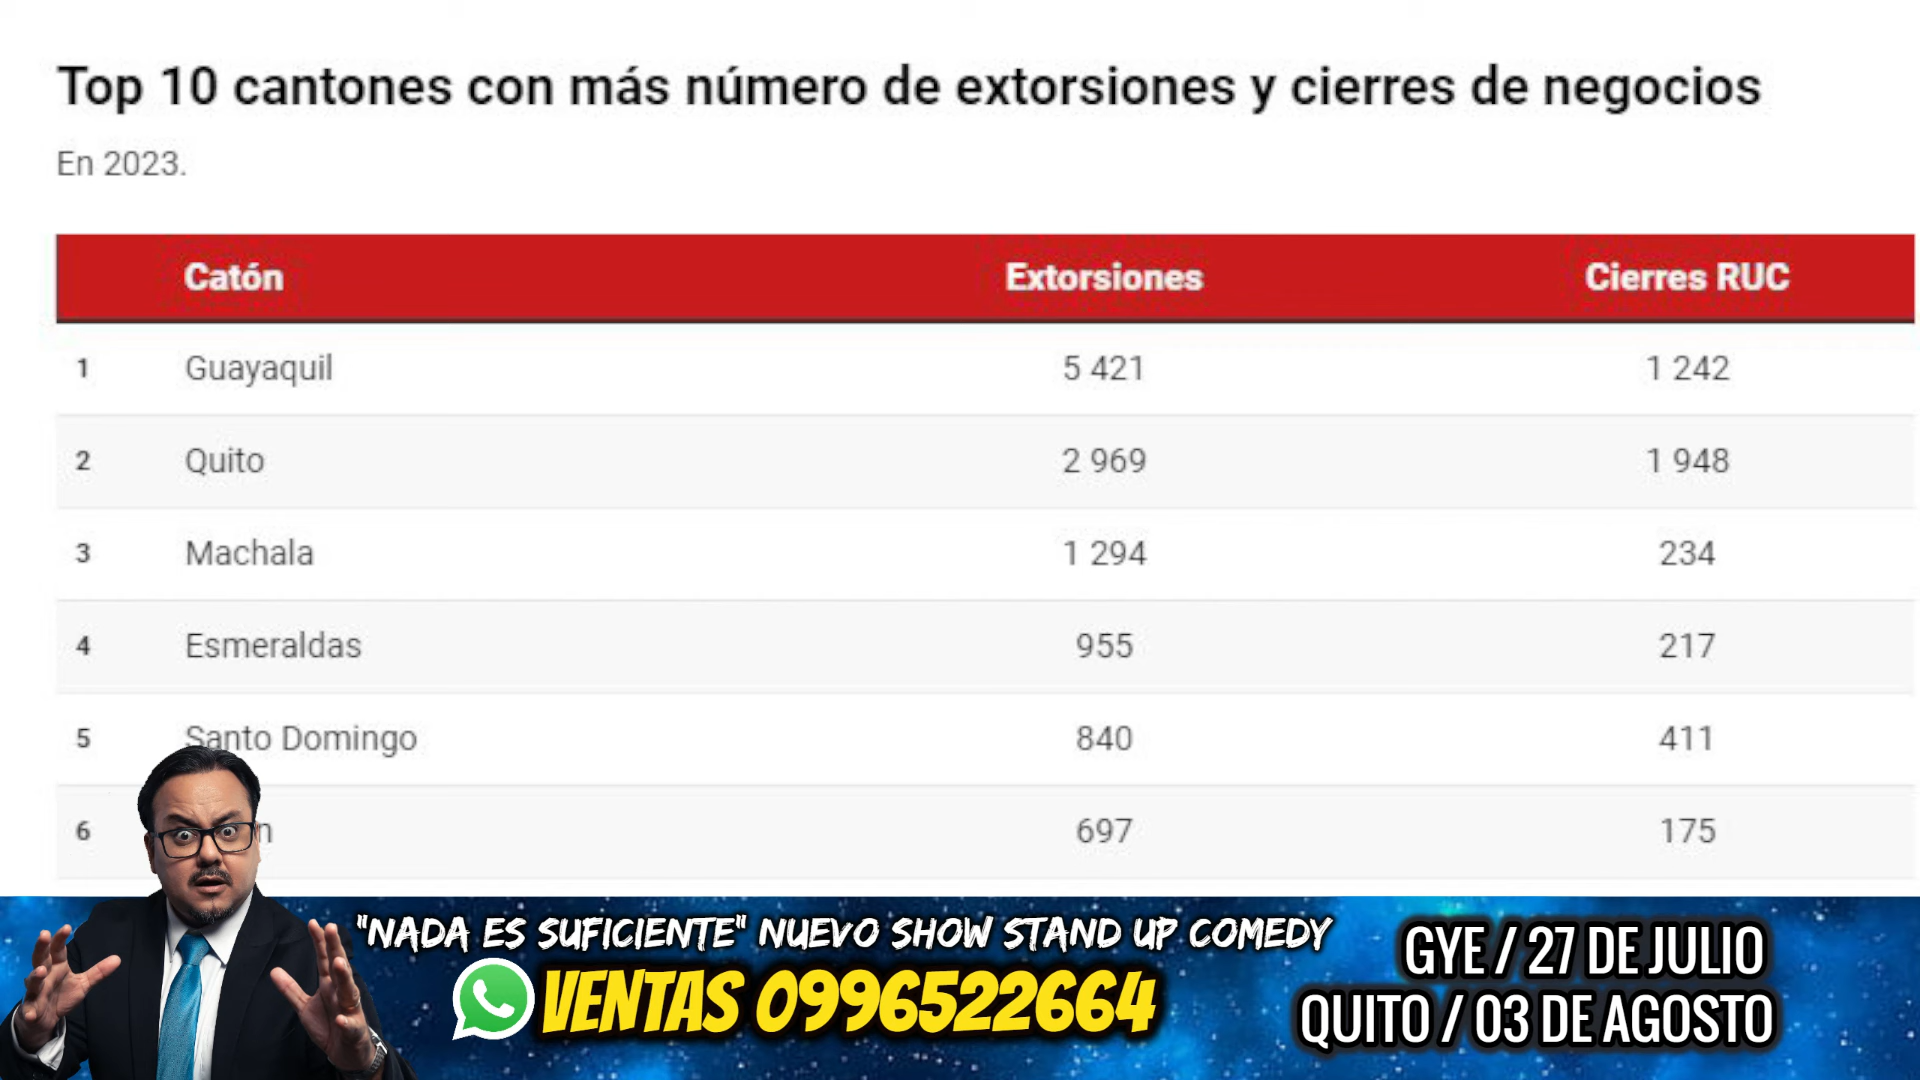 Top 10 cantones con más número de extorsiones y cierres de negocios
En 2023.
Catón Extorsiones Cierres RUC
1 Guayaquil 5 421 1 242
2 Quito 2 969 1 948
3 Machala 1 294 234
4 Esmeraldas 955 217
5 Santo Domingo 840 411
6 697 175
"NADA ES SUFICIENTE" NUEVO SHOW STAND UP COMEDY
VENTAS 0996522664
GYE / 27 DE JULIO
QUITO / 03 DE AGOSTO